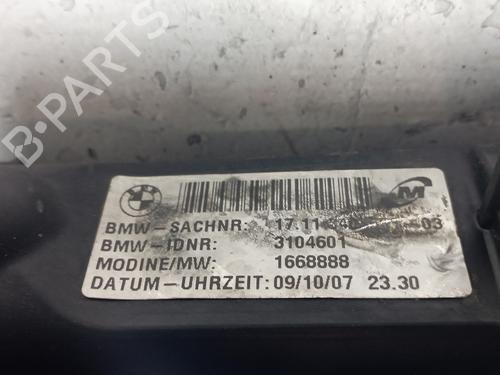 B-PARTS
BMW
BMW-SACHNR: 17.11 03
BMW-IDNR: 3104601
MODINE/MW: 1668888
DATUM-UHRZEIT: 09/10/07 23.30